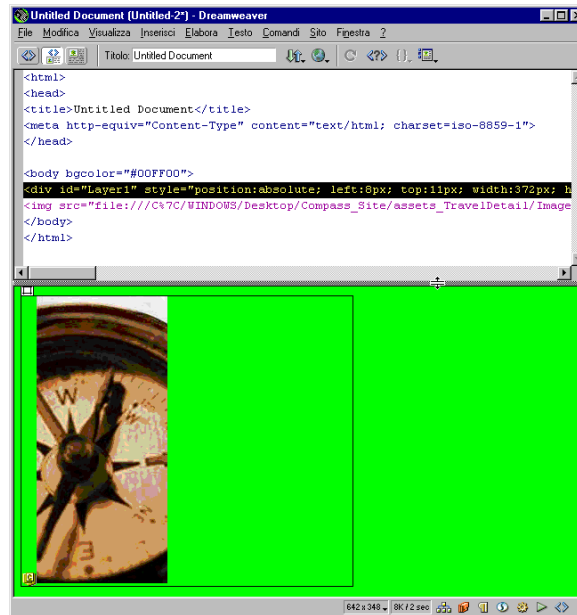 Untitled Document (Untitled-2*) - Dreamweaver
File Modifica Visualizza Inserisci Elabora Testo Comandi Sito Finestra ?
Titolo: Untitled Document
<html>
<head>
<title>Untitled Document</title>
<meta http-equiv="Content-Type" content="text/html; charset=iso-8859-1">
</head>
<body bgcolor="#00FF00">
<div id="Layer1" style="position:absolute; left:8px; top:11px; width:372px; h
<img src="file:///C%7C/WINDOWS/Desktop/Compass_Site/assets_TravelDetail/Image
</body>
</html>
W
E
642 x 348 8K / 2 sec